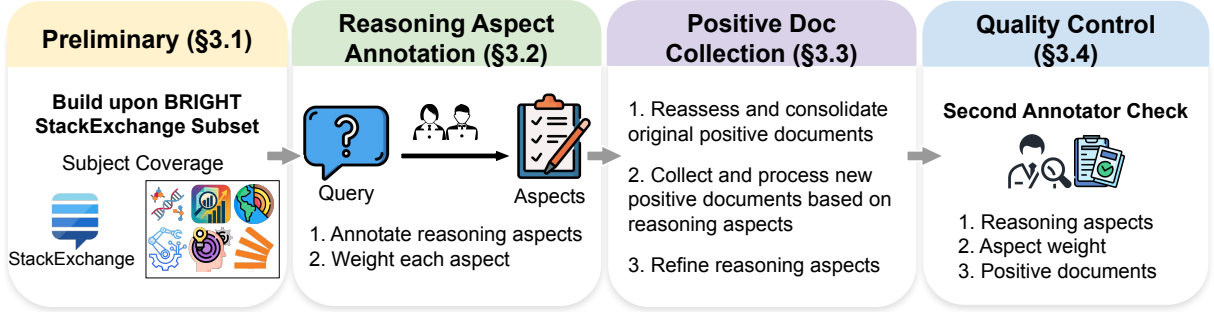 Preliminary (§3.1)
Build upon BRIGHT
StackExchange Subset
Subject Coverage
StackExchange
Reasoning Aspect
Annotation (§3.2)
Query
Aspects
1. Annotate reasoning aspects
2. Weight each aspect
Positive Doc
Collection (§3.3)
1. Reassess and consolidate
original positive documents
2. Collect and process new
positive documents based on
reasoning aspects
3. Refine reasoning aspects
Quality Control
(§3.4)
Second Annotator Check
1. Reasoning aspects
2. Aspect weight
3. Positive documents